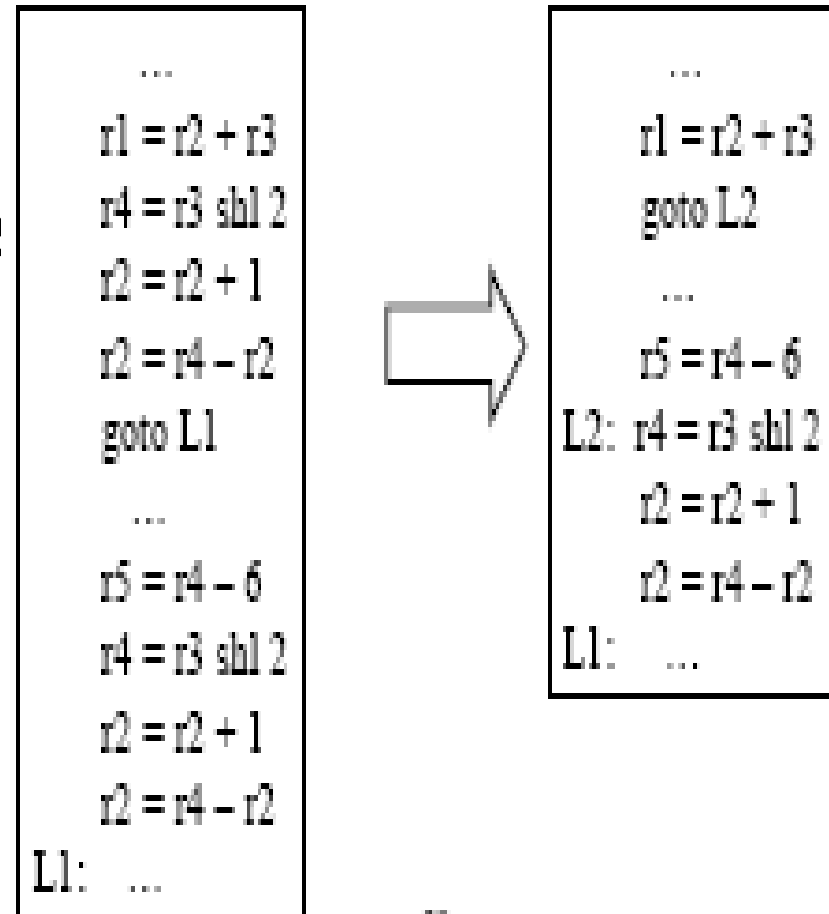 ...
r1 = r2 + r3
r4 = r3 shl 2
r2 = r2 + 1
r2 = r4 – r2
goto L1
...
r5 = r4 – 6
r4 = r3 shl 2
r2 = r2 + 1
r2 = r4 – r2
L1: ...
...
r1 = r2 + r3
goto L2
...
r5 = r4 – 6
L2: r4 = r3 shl 2
r2 = r2 + 1
r2 = r4 – r2
L1: ...